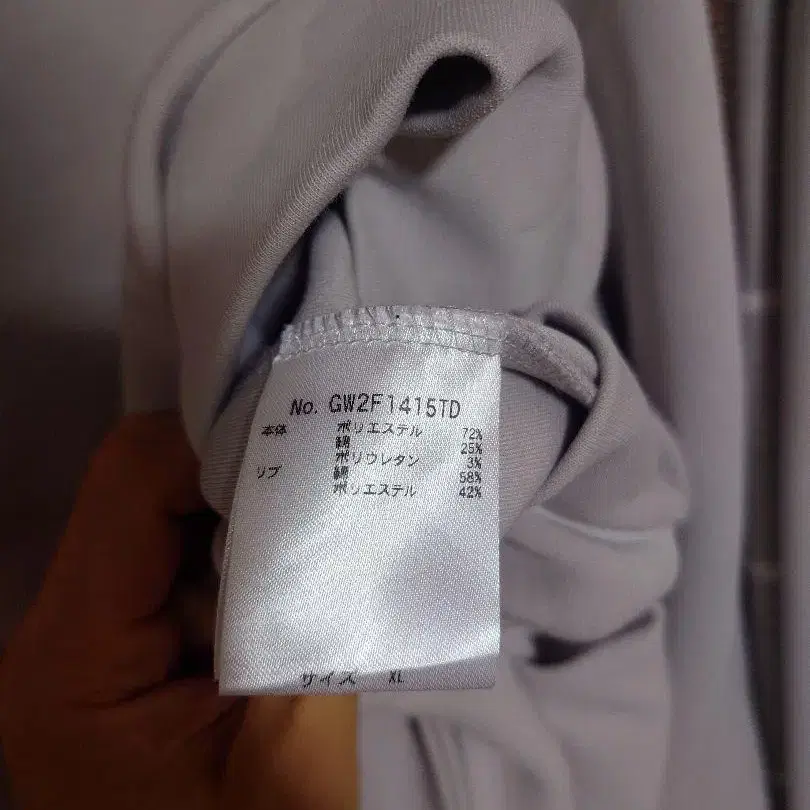 No. GW2F1415TD
本体 ポリエステル 72%
綿 25%
ポリウレタン 3%
リブ 綿 58%
ポリエステル 42%
サイズ XL